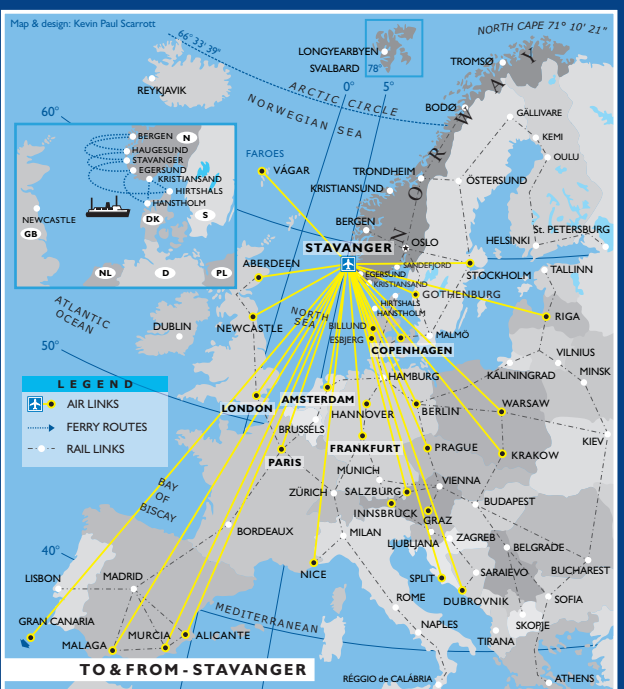 Map & design: Kevin Paul Scarrott
66°33'39"
NORTH CAPE 71° 10' 21"
LONGYEARBYEN
SVALBARD 78°
TROMSØ
REYKJAVIK
ARCTIC CIRCLE
0° 5°
NORWEGIAN SEA
BODØ
NORWAY
GÄLLIVARE
60°
KEMI
OULU
BERGEN N
HAUGESUND
STAVANGER
EGERSUND
KRISTIANSAND
HIRTSHALS
HANSTHOLM
NEWCASTLE
GB
DK
S
NL
D
PL
FAROES
VÁGAR
TRONDHEIM
KRISTIANSUND
ÖSTERSUND
BERGEN
STAVANGER
OSLO
HELSINKI
St. PETERSBURG
ABERDEEN
SANDEFJORD
EGERSUND
KRISTIANSAND
STOCKHOLM
TALLINN
GOTHENBURG
ATLANTIC
OCEAN
DUBLIN
NEWCASTLE
NORTH
SEA
HIRTSHALS
HANSTHOLM
RIGA
BILLUND
ESBJERG
MALMÖ
COPENHAGEN
50°
VILNIUS
KALININGRAD
MINSK
LEGEND
AIR LINKS
FERRY ROUTES
RAIL LINKS
HAMBURG
AMSTERDAM
LONDON
HANNOVER
BERLIN
WARSAW
BRUSSÉLS
KIEV
FRANKFURT
PRAGUE
KRAKOW
PARIS
MUNICH
VIENNA
BAY
OF
BISCAY
ZÜRICH
SALZBURG
INNSBRUCK
BUDAPEST
GRAZ
BORDEAUX
MILAN
LJUBLJANA
ZAGREB
BELGRADE
40°
NICE
SPLIT
SARAIEVO
BUCHAREST
LISBON
MADRID
DUBROVNIK
ROME
SOFIA
MEDITERRANEAN
GRAN CANARIA
MALAGA
MURCIA
ALICANTE
NAPLES
SKOPJE
TIRANA
TO & FROM - STAVANGER
RÉGGIO de CALÁBRIA
ATHENS